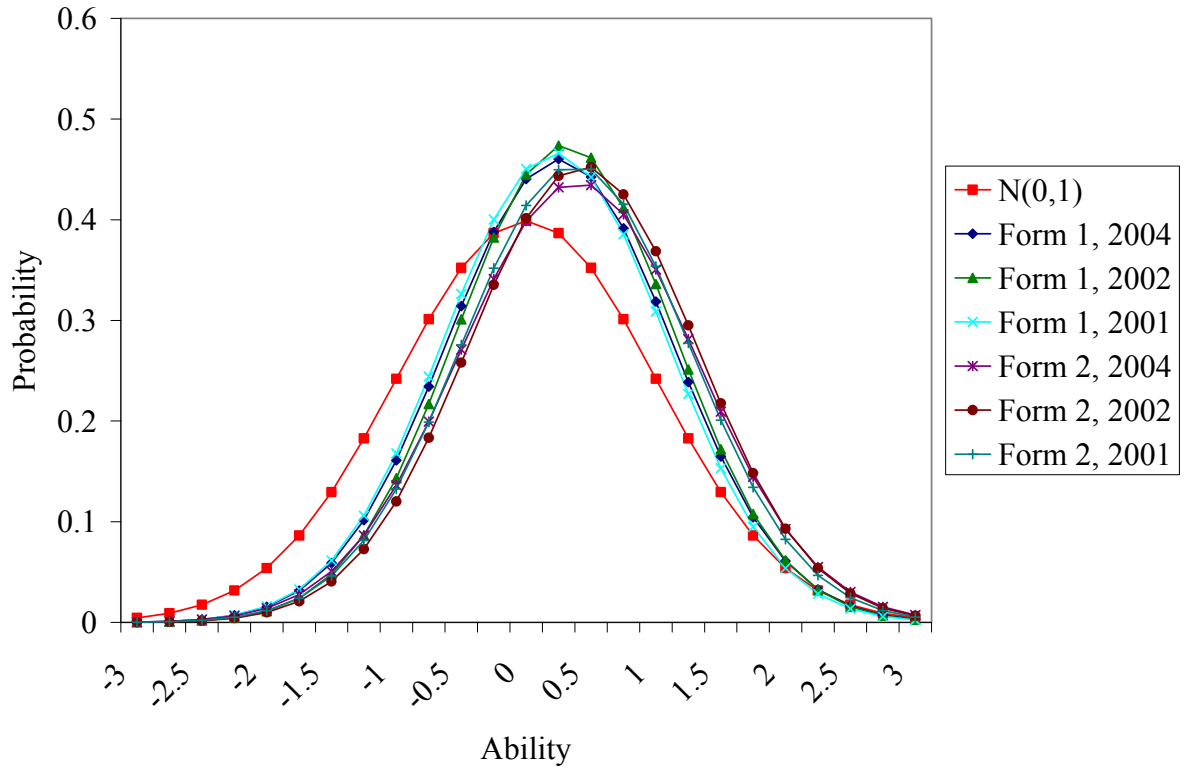 0.6
0.5
0.4
0.3
0.2
0.1
0
Probability
-3
-2.5
-2
-1.5
-1
-0.5
0
0.5
1
1.5
2
2.5
3
Ability
N(0,1)
Form 1, 2004
Form 1, 2002
Form 1, 2001
Form 2, 2004
Form 2, 2002
Form 2, 2001